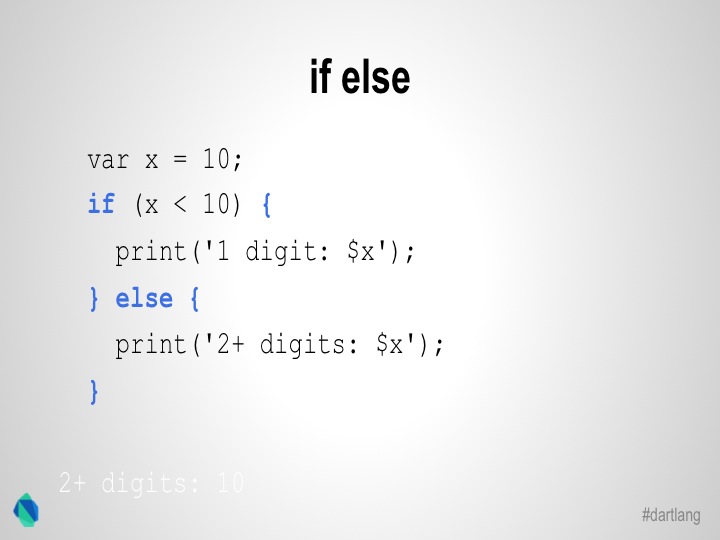 if else
var x = 10;
if (x < 10) {
print('1 digit: $x');
} else {
print('2+ digits: $x');
}
2+ digits: 10
#dartlang